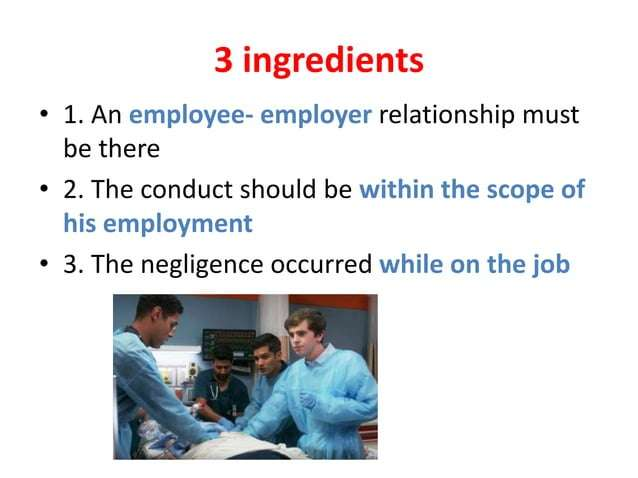 3 ingredients
• 1. An employee- employer relationship must
be there
• 2. The conduct should be within the scope of
his employment
• 3. The negligence occurred while on the job